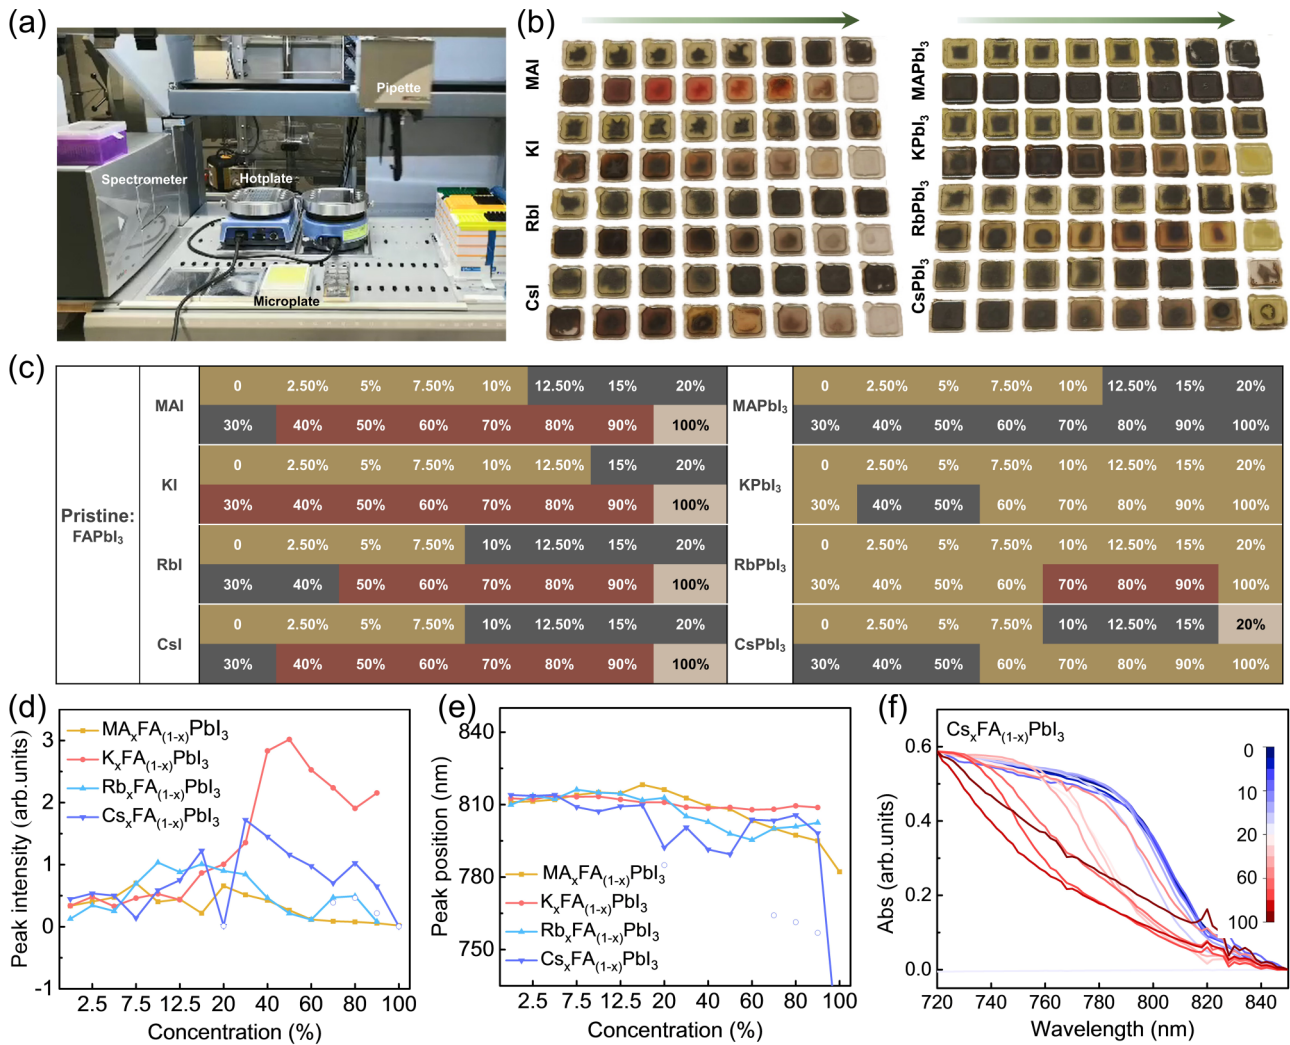 (a)
Pipette
Spectrometer
Hotplate
Microplate
(b)
MAI
KI
RbI
CsI
MAPbI3
KPbI3
RbPbI3
CsPbI3
(c)
Pristine:
FAPbI3
MAI
0 2.50% 5% 7.50% 10% 12.50% 15% 20%
30% 40% 50% 60% 70% 80% 90% 100%
KI
0 2.50% 5% 7.50% 10% 12.50% 15% 20%
30% 40% 50% 60% 70% 80% 90% 100%
RbI
0 2.50% 5% 7.50% 10% 12.50% 15% 20%
30% 40% 50% 60% 70% 80% 90% 100%
CsI
0 2.50% 5% 7.50% 10% 12.50% 15% 20%
30% 40% 50% 60% 70% 80% 90% 100%
MAPbI3
0 2.50% 5% 7.50% 10% 12.50% 15% 20%
30% 40% 50% 60% 70% 80% 90% 100%
KPbI3
0 2.50% 5% 7.50% 10% 12.50% 15% 20%
30% 40% 50% 60% 70% 80% 90% 100%
RbPbI3
0 2.50% 5% 7.50% 10% 12.50% 15% 20%
30% 40% 50% 60% 70% 80% 90% 100%
CsPbI3
0 2.50% 5% 7.50% 10% 12.50% 15% 20%
30% 40% 50% 60% 70% 80% 90% 100%
(d)
Peak intensity (arb.units)
3
2
1
0
-1
MAxFA(1-x)PbI3
KxFA(1-x)PbI3
RbxFA(1-x)PbI3
CsxFA(1-x)PbI3
2.5 7.5 12.5 20 40 60 80 100
Concentration (%)
(e)
Peak position (nm)
840
810
780
750
MAxFA(1-x)PbI3
KxFA(1-x)PbI3
RbxFA(1-x)PbI3
CsxFA(1-x)PbI3
2.5 7.5 12.5 20 40 60 80 100
Concentration (%)
(f)
Abs (arb.units)
0.6
0.4
0.2
0.0
CsxFA(1-x)PbI3
0
10
20
60
100
720 740 760 780 800 820 840
Wavelength (nm)